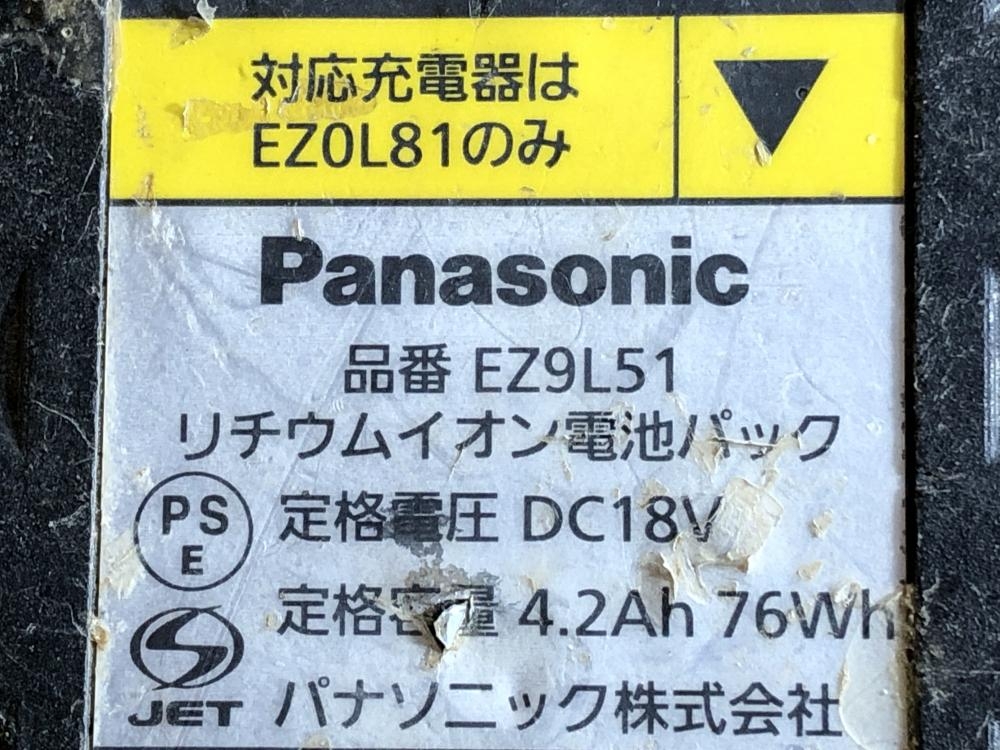 対応充電器は
EZ0L81のみ
Panasonic
品番 EZ9L51
リチウムイオン電池パック
PS
E
定格電圧 DC18V
定格容量 4.2Ah 76Wh
JET
パナソニック株式会社